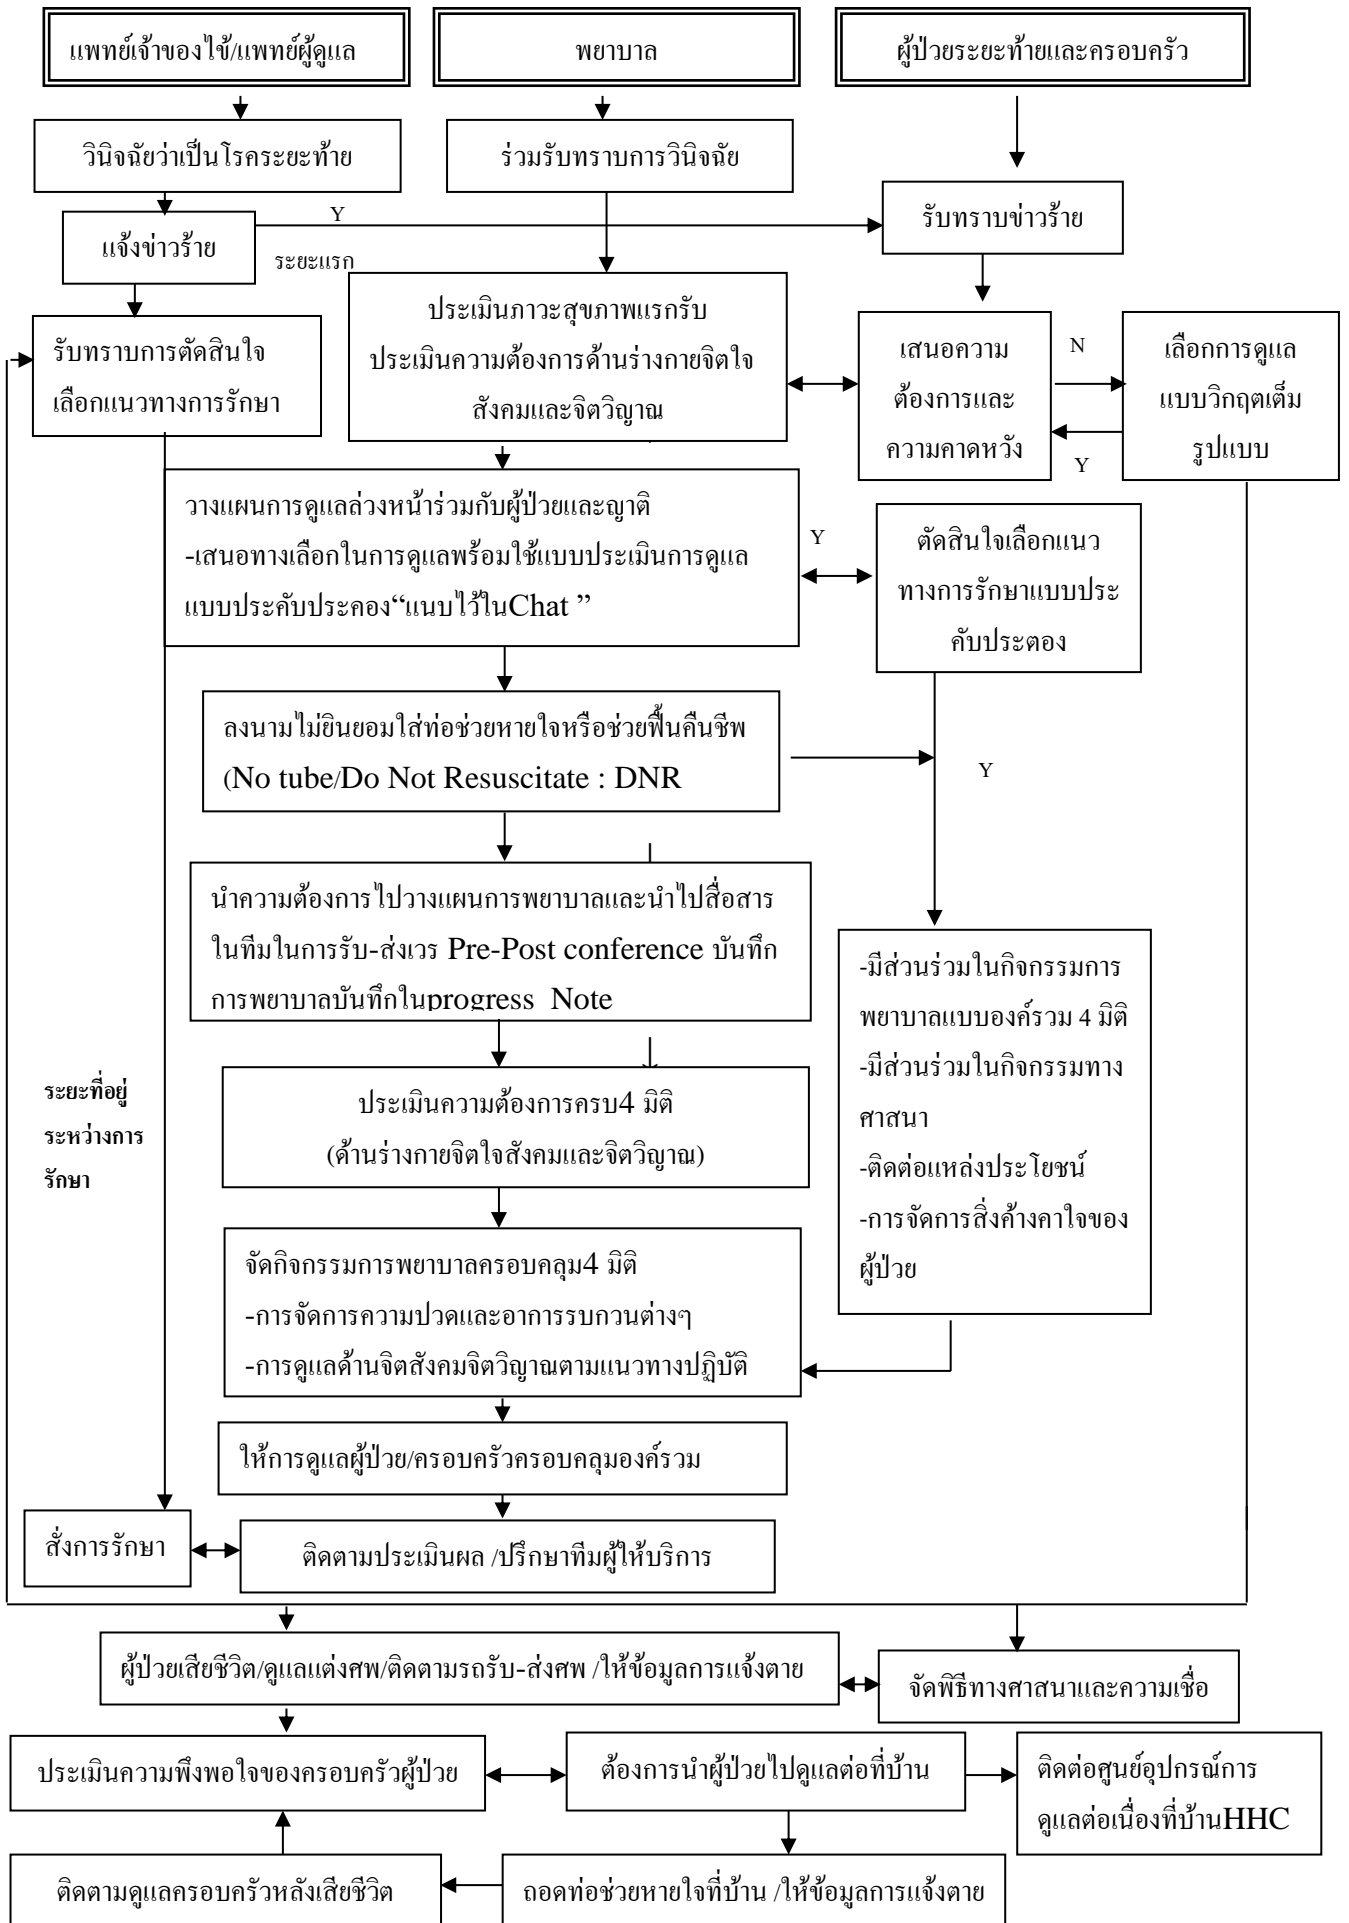 แพทย์เจ้าของไข้/แพทย์ผู้ดูแล
พยาบาล
ผู้ป่วยระยะท้ายและครอบครัว
วินิจฉัยว่าเป็นโรคระยะท้าย
ร่วมรับทราบการวินิจฉัย
แจ้งข่าวร้าย
Y
รับทราบข่าวร้าย
ระยะแรก
รับทราบการตัดสินใจ
เลือกแนวทางการรักษา
ประเมินภาวะสุขภาพแรกรับ
ประเมินความต้องการด้านร่างกายจิตใจ
สังคมและจิตวิญาณ
เสนอความ
ต้องการและ
ความคาดหวัง
N
Y
เลือกการดูแล
แบบวิกฤตเต็ม
รูปแบบ
วางแผนการดูแลล่วงหน้าร่วมกับผู้ป่วยและญาติ
-เสนอทางเลือกในการดูแลพร้อมใช้แบบประเมินการดูแล
แบบประคับประคอง“แนบไว้ในChat ”
Y
ตัดสินใจเลือกแนว
ทางการรักษาแบบประ
คับประตอง
ลงนามไม่ยินยอมใส่ท่อช่วยหายใจหรือช่วยฟื้นคืนชีพ
(No tube/Do Not Resuscitate : DNR
Y
นำความต้องการไปวางแผนการพยาบาลและนำไปสื่อสาร
ในทีมในการรับ-ส่งเวร Pre-Post conference บันทึก
การพยาบาลบันทึกในprogress Note
-มีส่วนร่วมในกิจกรรมการ
พยาบาลแบบองค์รวม 4 มิติ
-มีส่วนร่วมในกิจกรรมทาง
ศาสนา
-ติดต่อแหล่งประโยชน์
-การจัดการสิ่งค้างคาใจของ
ผู้ป่วย
ระยะที่อยู่
ระหว่างการ
รักษา
ประเมินความต้องการครบ4 มิติ
(ด้านร่างกายจิตใจสังคมและจิตวิญาณ)
จัดกิจกรรมการพยาบาลครอบคลุม4 มิติ
-การจัดการความปวดและอาการรบกวนต่างๆ
-การดูแลด้านจิตสังคมจิตวิญาณตามแนวทางปฏิบัติ
ให้การดูแลผู้ป่วย/ครอบครัวครอบคลุมองค์รวม
สั่งการรักษา
ติดตามประเมินผล /ปรึกษาทีมผู้ให้บริการ
ผู้ป่วยเสียชีวิต/ดูแลแต่งศพ/ติดตามรถรับ-ส่งศพ /ให้ข้อมูลการแจ้งตาย
จัดพิธีทางศาสนาและความเชื่อ
ประเมินความพึงพอใจของครอบครัวผู้ป่วย
ต้องการนำผู้ป่วยไปดูแลต่อที่บ้าน
ติดต่อศูนย์อุปกรณ์การ
ดูแลต่อเนื่องที่บ้านHHC
ติดตามดูแลครอบครัวหลังเสียชีวิต
ถอดท่อช่วยหายใจที่บ้าน /ให้ข้อมูลการแจ้งตาย